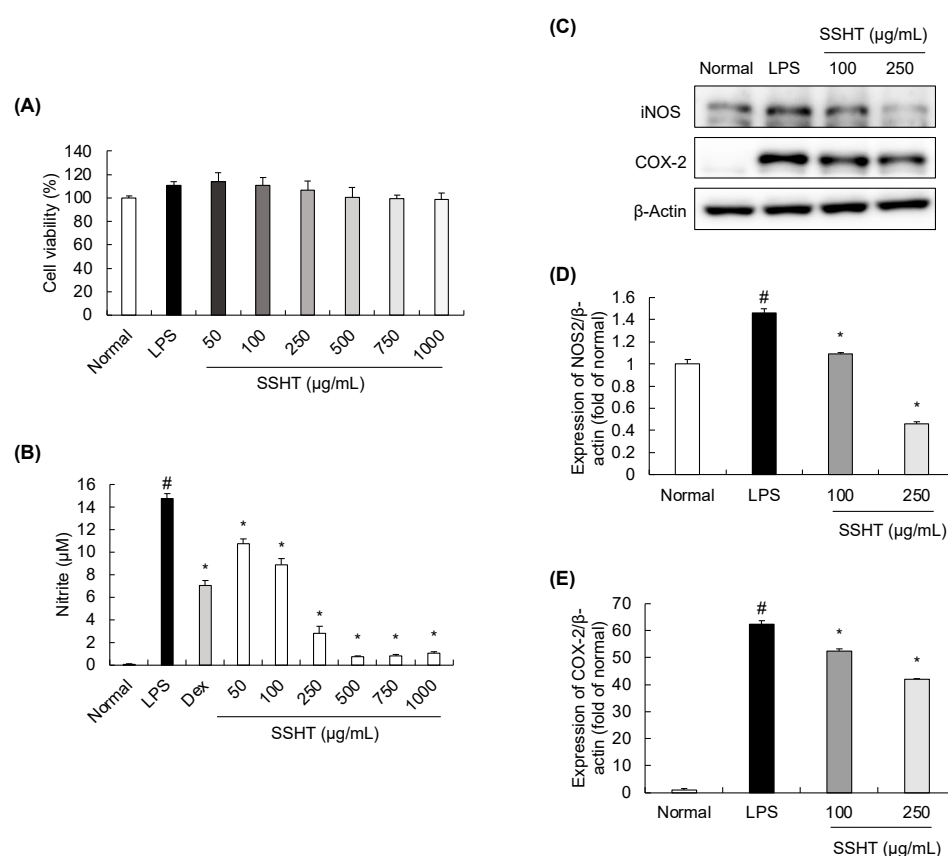 (A)
140
120
100
80
60
40
20
0
Cell viability (%)
Normal LPS 50 100 250 500 750 1000
SSHT (µg/mL)
(B)
16
14
12
10
8
6
4
2
0
Nitrite (µM)
#
*
*
*
*
*
*
*
Normal LPS Dex 50 100 250 500 750 1000
SSHT (µg/mL)
(C)
SSHT (µg/mL)
Normal LPS 100 250
iNOS
COX-2
β-Actin
(D)
1.6
1.4
1.2
1
0.8
0.6
0.4
0.2
0
Expression of NOS2/β-
actin (fold of normal)
#
*
*
Normal LPS 100 250
SSHT (µg/mL)
(E)
70
60
50
40
30
20
10
0
Expression of COX-2/β-
actin (fold of normal)
#
*
*
Normal LPS 100 250
SSHT (µg/mL)